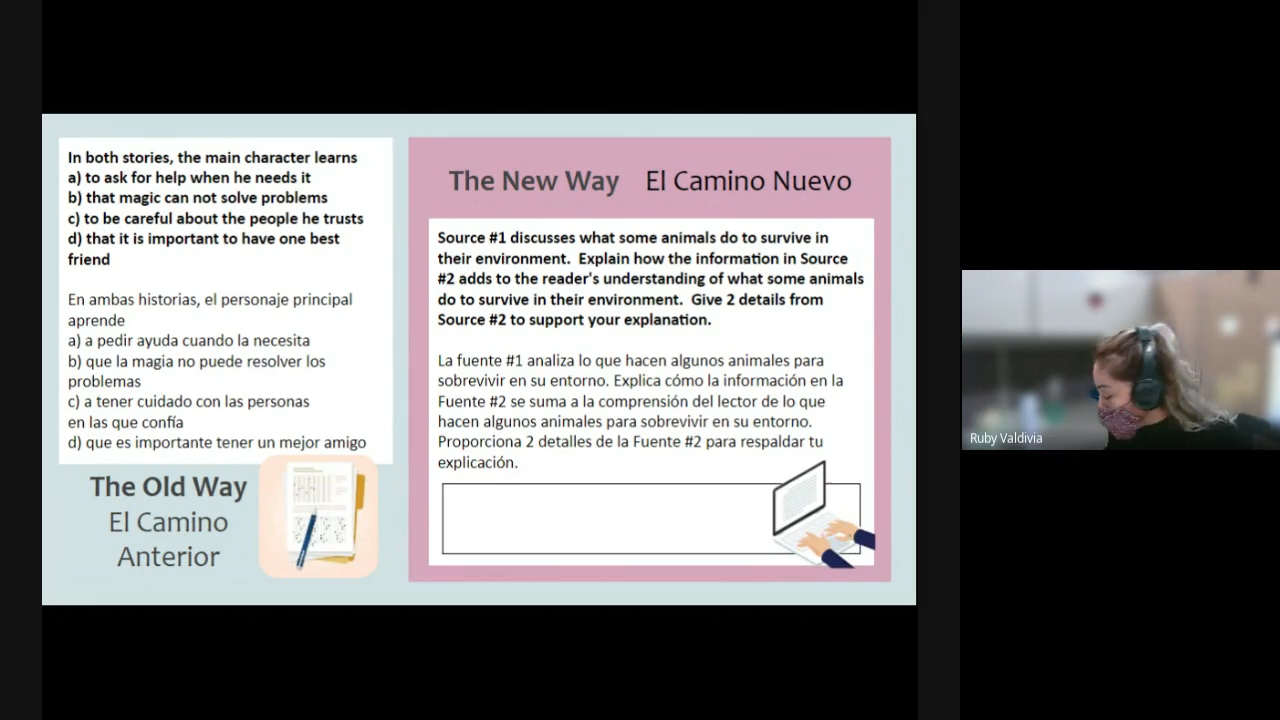 In both stories, the main character learns
a) to ask for help when he needs it
b) that magic can not solve problems
c) to be careful about the people he trusts
d) that it is important to have one best
friend
En ambas historias, el personaje principal
aprende
a) a pedir ayuda cuando la necesita
b) que la magia no puede resolver los
problemas
c) a tener cuidado con las personas
en las que confía
d) que es importante tener un mejor amigo
The Old Way
El Camino
Anterior
The New Way El Camino Nuevo
Source #1 discusses what some animals do to survive in
their environment. Explain how the information in Source
#2 adds to the reader's understanding of what some animals
do to survive in their environment. Give 2 details from
Source #2 to support your explanation.
La fuente #1 analiza lo que hacen algunos animales para
sobrevivir en su entorno. Explica cómo la información en la
Fuente #2 se suma a la comprensión del lector de lo que
hacen algunos animales para sobrevivir en su entorno.
Proporciona 2 detalles de la Fuente #2 para respaldar tu
explicación.
Ruby Valdivia